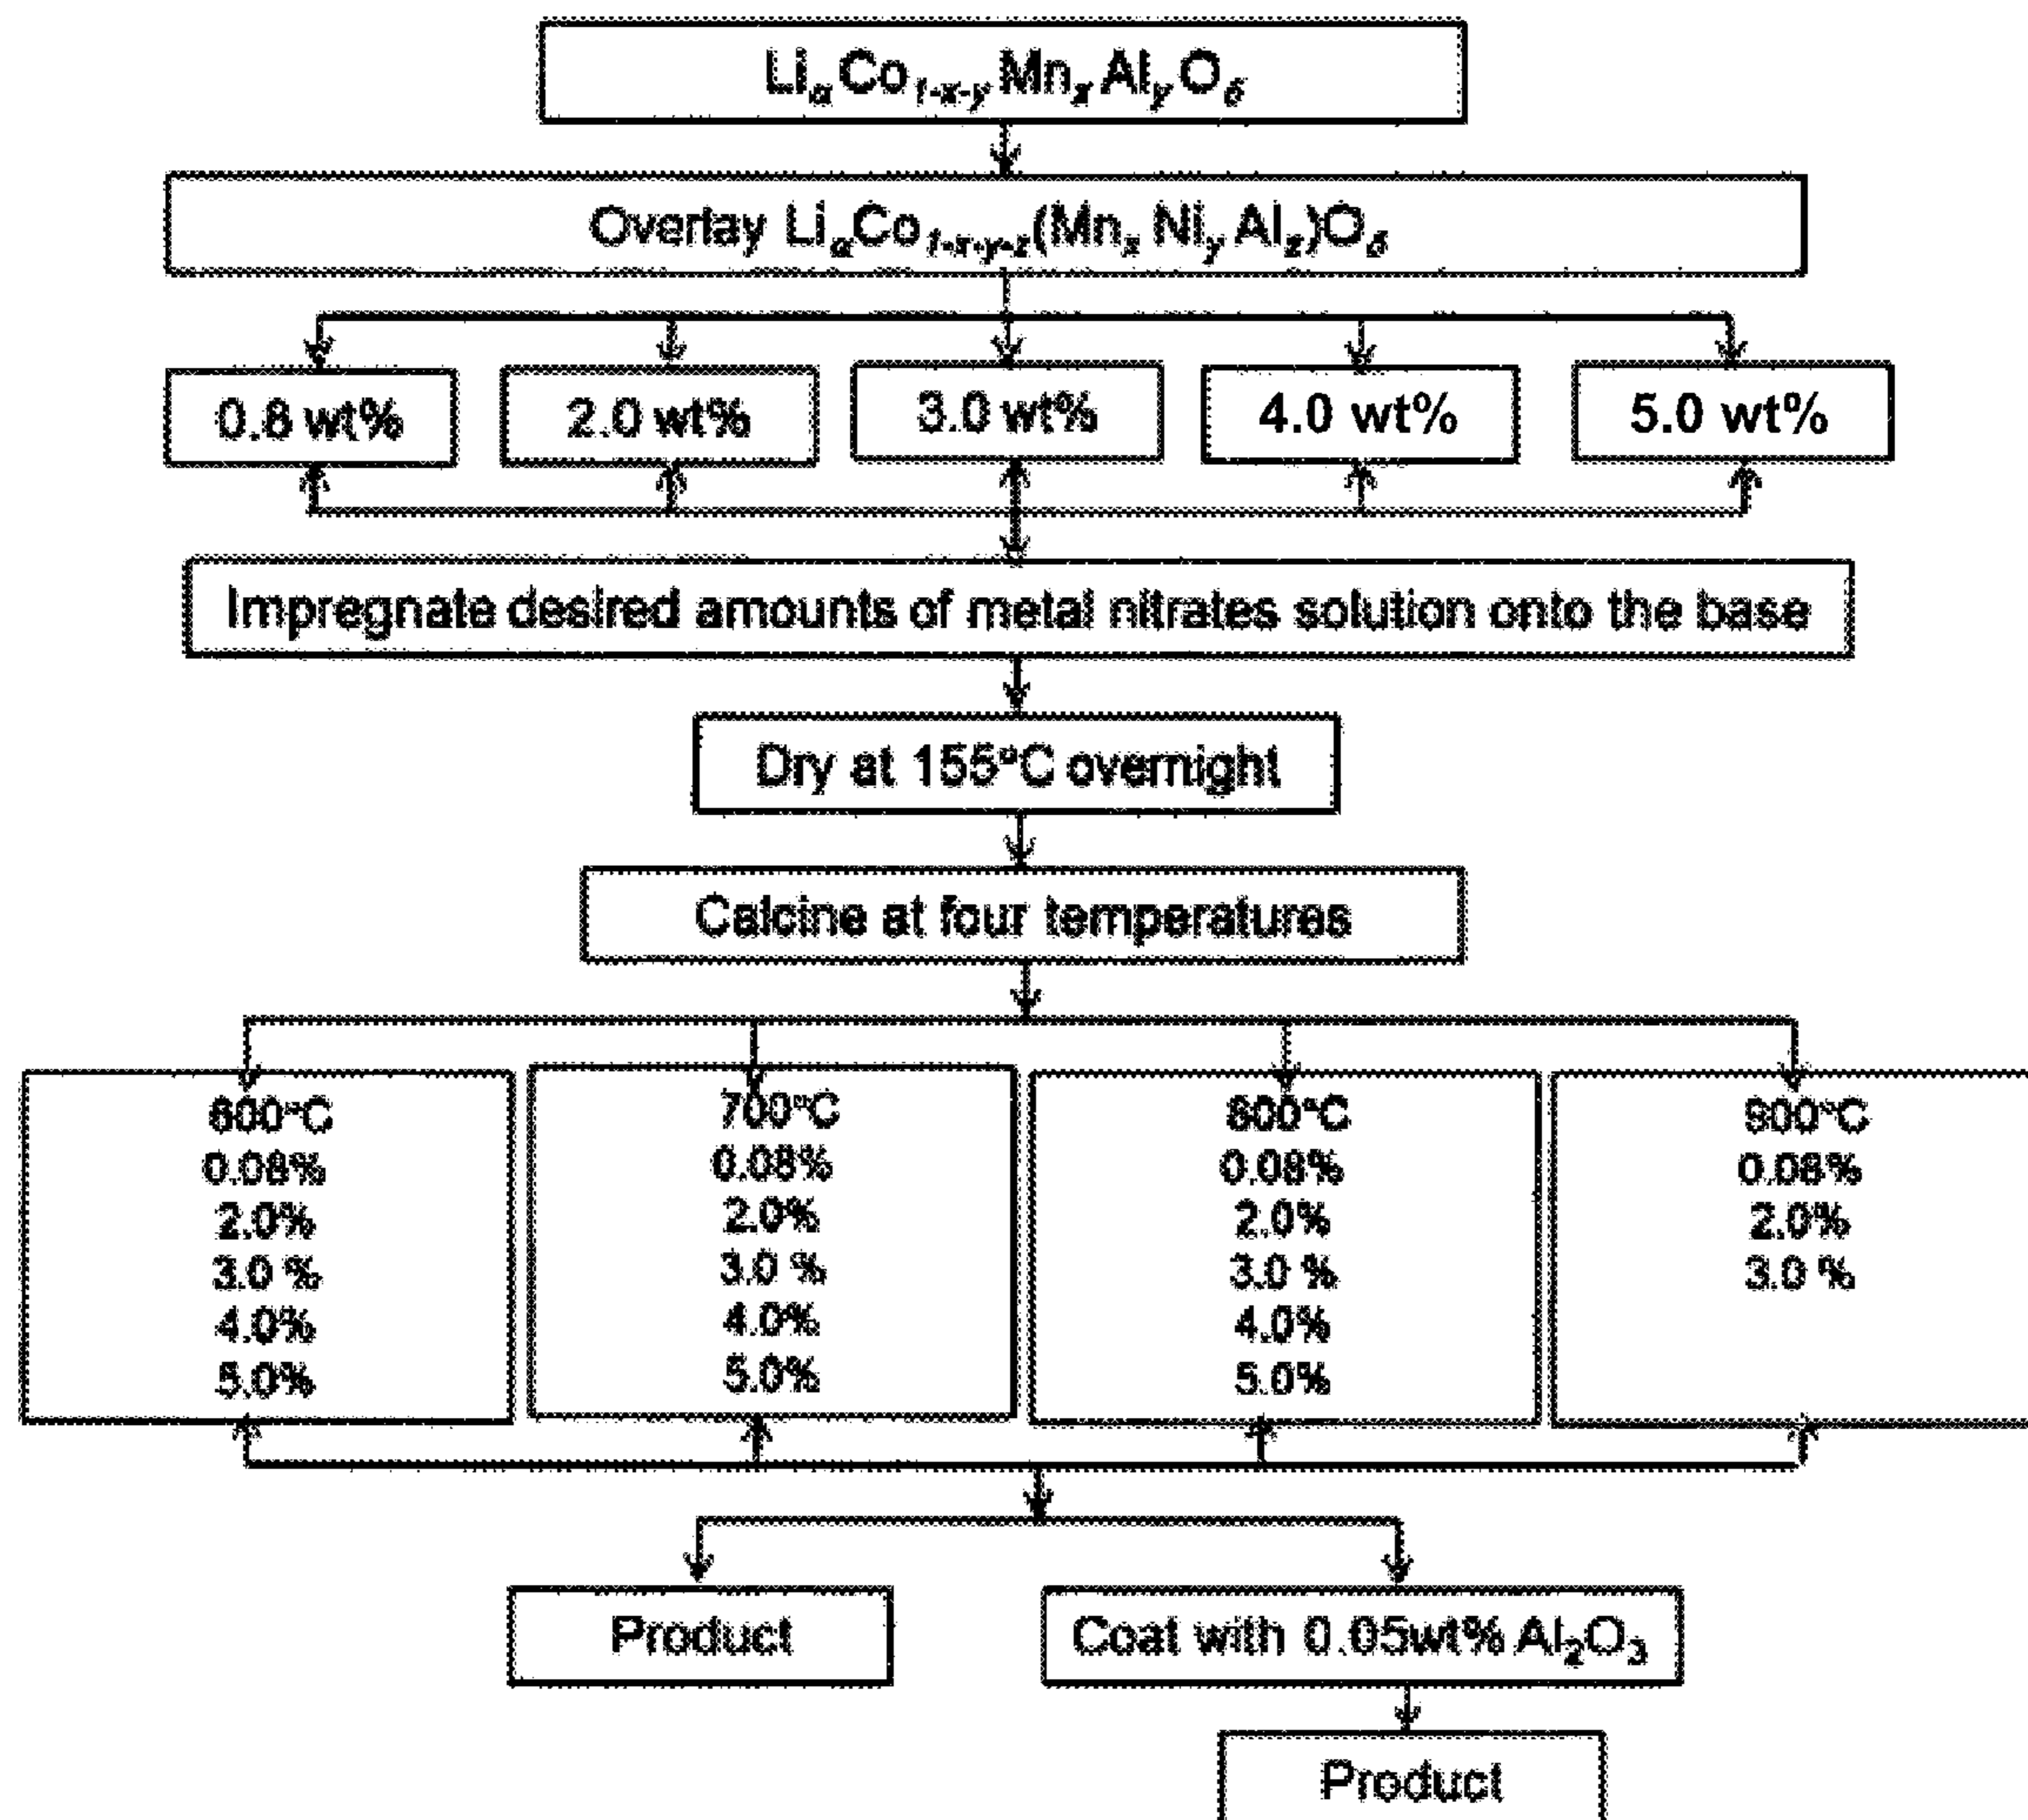 LiαCo1-x-yMnxAlyOδ
Overlay LiαCo1-x-y-z(Mnx Niy Alz)Oδ
0.8 wt% 2.0 wt% 3.0 wt% 4.0 wt% 5.0 wt%
Impregnate desired amounts of metal nitrates solution onto the base
Dry at 155°C overnight
Calcine at four temperatures
600°C 700°C 800°C 900°C
0.08% 0.08% 0.08% 0.08%
2.0% 2.0% 2.0% 2.0%
3.0 % 3.0 % 3.0 % 3.0 %
4.0% 4.0% 4.0%
5.0% 5.0% 5.0%
Product Coat with 0.05wt% Al2O3
Product